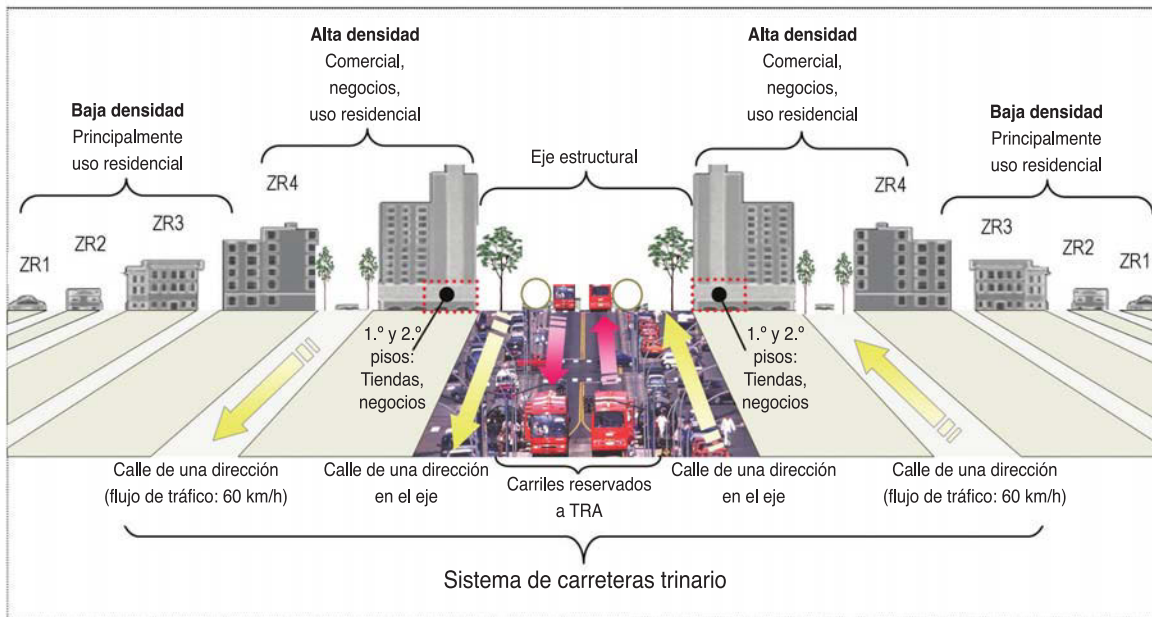 Alta densidad
Comercial,
negocios,
uso residencial
Alta densidad
Comercial,
negocios,
uso residencial
Baja densidad
Principalmente
uso residencial
Baja densidad
Principalmente
uso residencial
Eje estructural
ZR4
ZR4
ZR3
ZR2
ZR1
ZR3
ZR2
ZR1
1.º y 2.º
pisos:
Tiendas,
negocios
1.º y 2.º
pisos:
Tiendas,
negocios
Calle de una dirección
(flujo de tráfico: 60 km/h)
Calle de una dirección
en el eje
Carriles reservados
a TRA
Calle de una dirección
en el eje
Calle de una dirección
(flujo de tráfico: 60 km/h)
Sistema de carreteras trinario